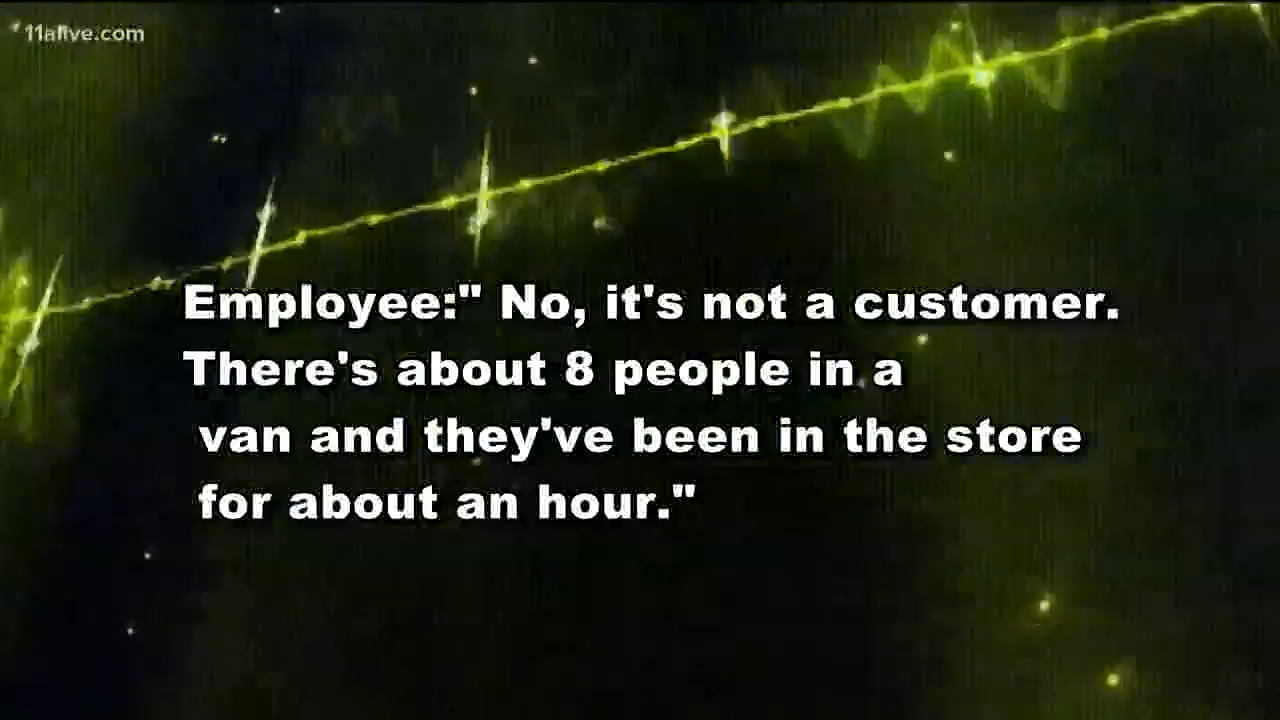 11alive.com
Employee:" No, it's not a customer.
There's about 8 people in a
van and they've been in the store
for about an hour."